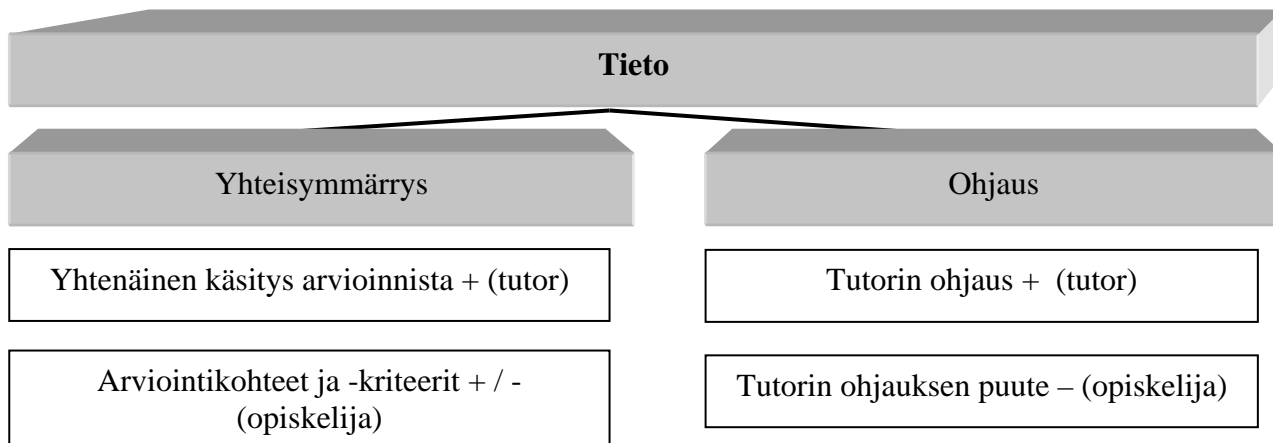 Tieto
Yhteisymmärrys
Ohjaus
Yhtenäinen käsitys arvioinnista + (tutor)
Tutorin ohjaus + (tutor)
Arviointikohteet ja -kriteerit + / -
(opiskelija)
Tutorin ohjauksen puute – (opiskelija)